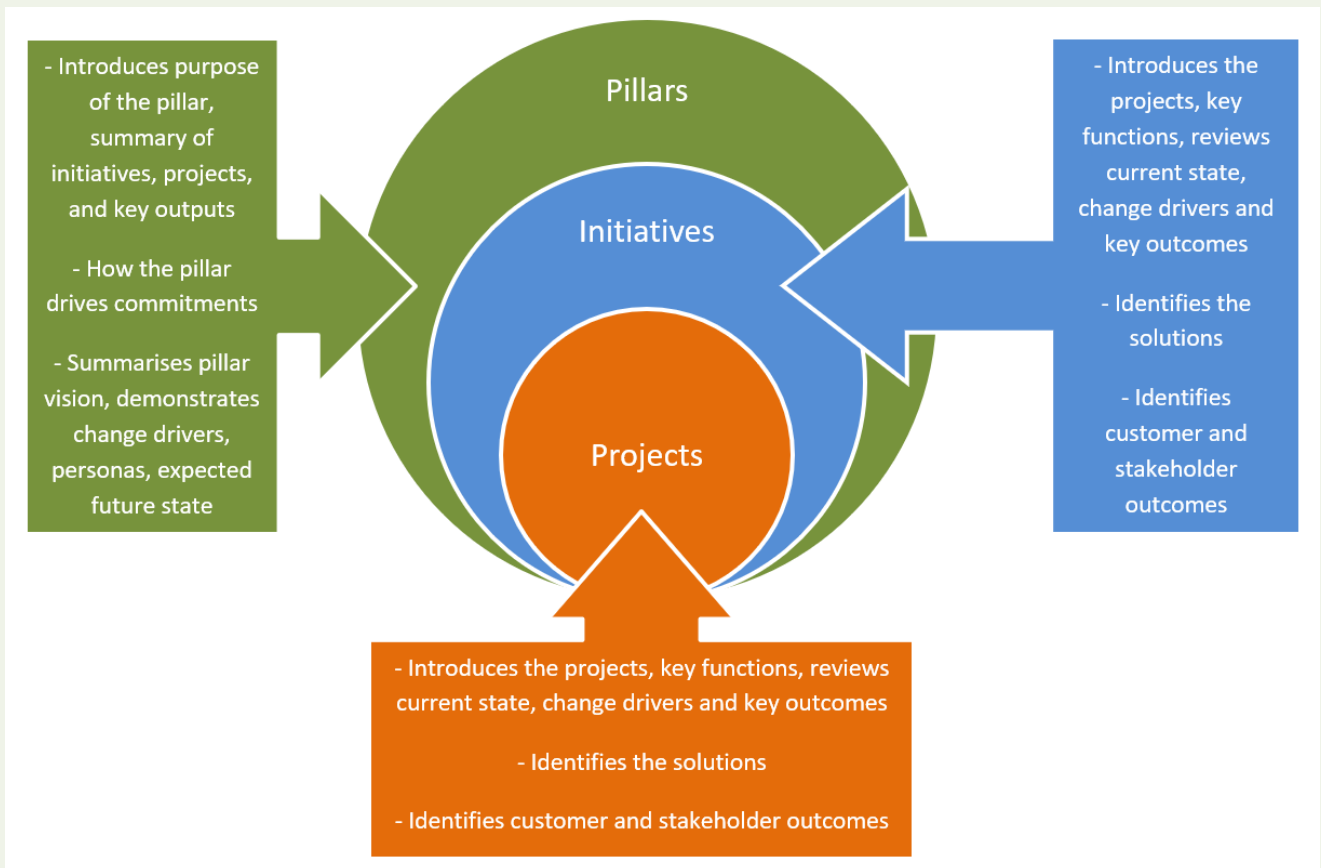 - Introduces purpose
of the pillar,
summary of
initiatives, projects,
and key outputs
- How the pillar
drives commitments
- Summarises pillar
vision, demonstrates
change drivers,
personas, expected
future state
Pillars
Initiatives
Projects
- Introduces the
projects, key
functions, reviews
current state,
change drivers and
key outcomes
- Identifies the
solutions
- Identifies
customer and
stakeholder
outcomes
- Introduces the projects, key functions, reviews
current state, change drivers and key outcomes
- Identifies the solutions
- Identifies customer and stakeholder outcomes